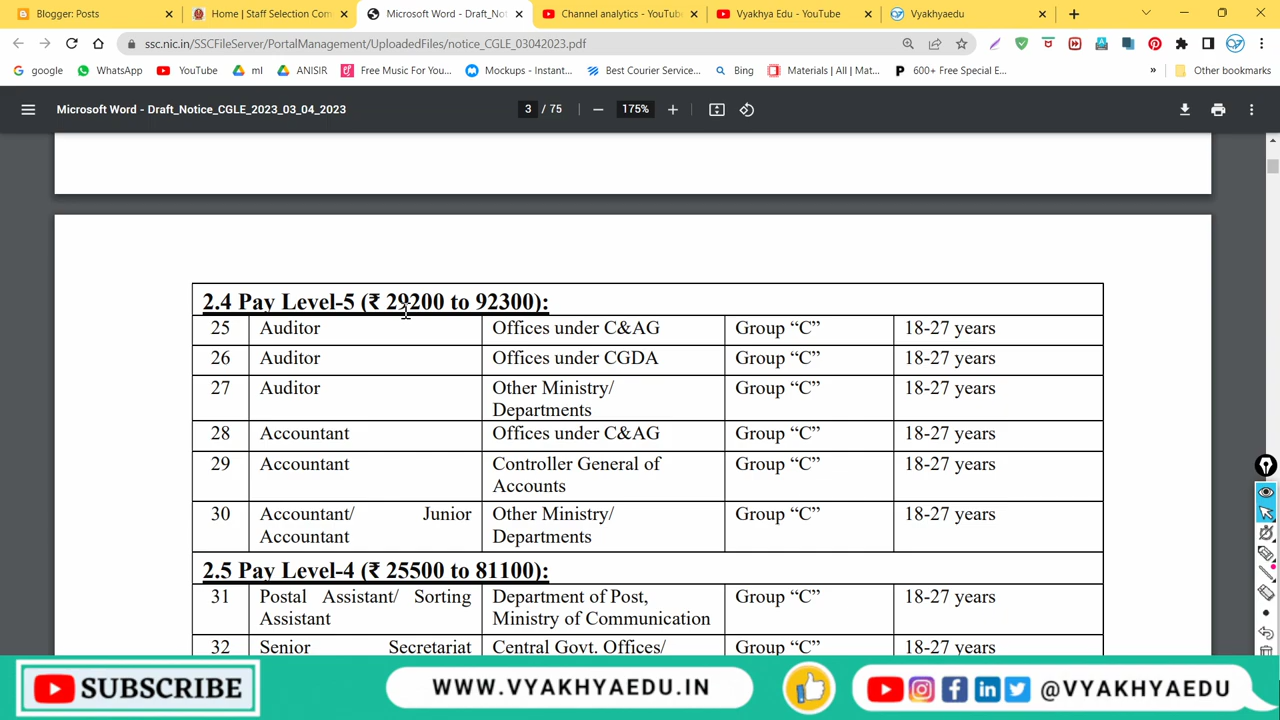 Blogger: Posts
Home | Staff Selection Com
Microsoft Word - Draft_No
Channel analytics - YouTub
Vyakhya Edu - YouTube
Vyakhyaedu
ssc.nic.in/SSCFileServer/PortalManagement/UploadedFiles/notice_CGLE_03042023.pdf
google
WhatsApp
YouTube
ml
ANISIR
Free Music For You...
Mockups - Instant...
Best Courier Service...
Bing
Materials | All | Mat...
600+ Free Special E...
»
Other bookmarks
Microsoft Word - Draft_Notice_CGLE_2023_03_04_2023
3 / 75
175%
2.4 Pay Level-5 (₹ 29200 to 92300):
25 Auditor Offices under C&AG Group “C” 18-27 years
26 Auditor Offices under CGDA Group “C” 18-27 years
27 Auditor Other Ministry/ Group “C” 18-27 years
Departments
28 Accountant Offices under C&AG Group “C” 18-27 years
29 Accountant Controller General of Group “C” 18-27 years
Accounts
30 Accountant/ Junior Other Ministry/ Group “C” 18-27 years
Accountant Departments
2.5 Pay Level-4 (₹ 25500 to 81100):
31 Postal Assistant/ Sorting Department of Post, Group “C” 18-27 years
Assistant Ministry of Communication
32 Senior Secretariat Central Govt. Offices/ Group “C” 18-27 years
SUBSCRIBE
WWW.VYAKHYAEDU.IN
@VYAKHYAEDU